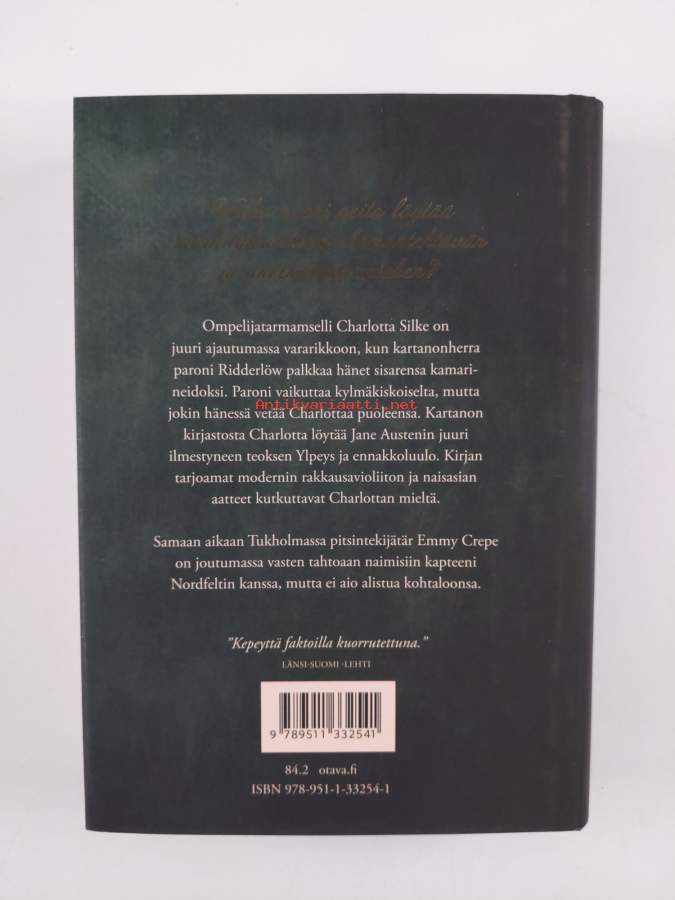 löytää
Ompelijatarmamselli Charlotta Silke on
juuri ajautumassa vararikkoon, kun kartanonherra
paroni Ridderlöw palkkaa hänet sisarensa kamari-
neidoksi. Paroni vaikuttaa kylmäkiskoiselta, mutta
Antikvariaatti.net
jokin hänessä vetää Charlottaa puoleensa. Kartanon
kirjastosta Charlotta löytää Jane Austenin juuri
ilmestyneen teoksen Ylpeys ja ennakkoluulo. Kirjan
tarjoamat modernin rakkausavioliiton ja naisasian
aatteet kutkuttavat Charlottan mieltä.
Samaan aikaan Tukholmassa pitsintekijätär Emmy Crepe
on joutumassa vasten tahtoaan naimisiin kapteeni
Nordfeltin kanssa, mutta ei aio alistua kohtaloonsa.
”Kepeyttä faktoilla kuorrutettuna.”
LÄNSI-SUOMI -LEHTI
9 789511 332541
84.2 otava.fi
ISBN 978-951-1-33254-1